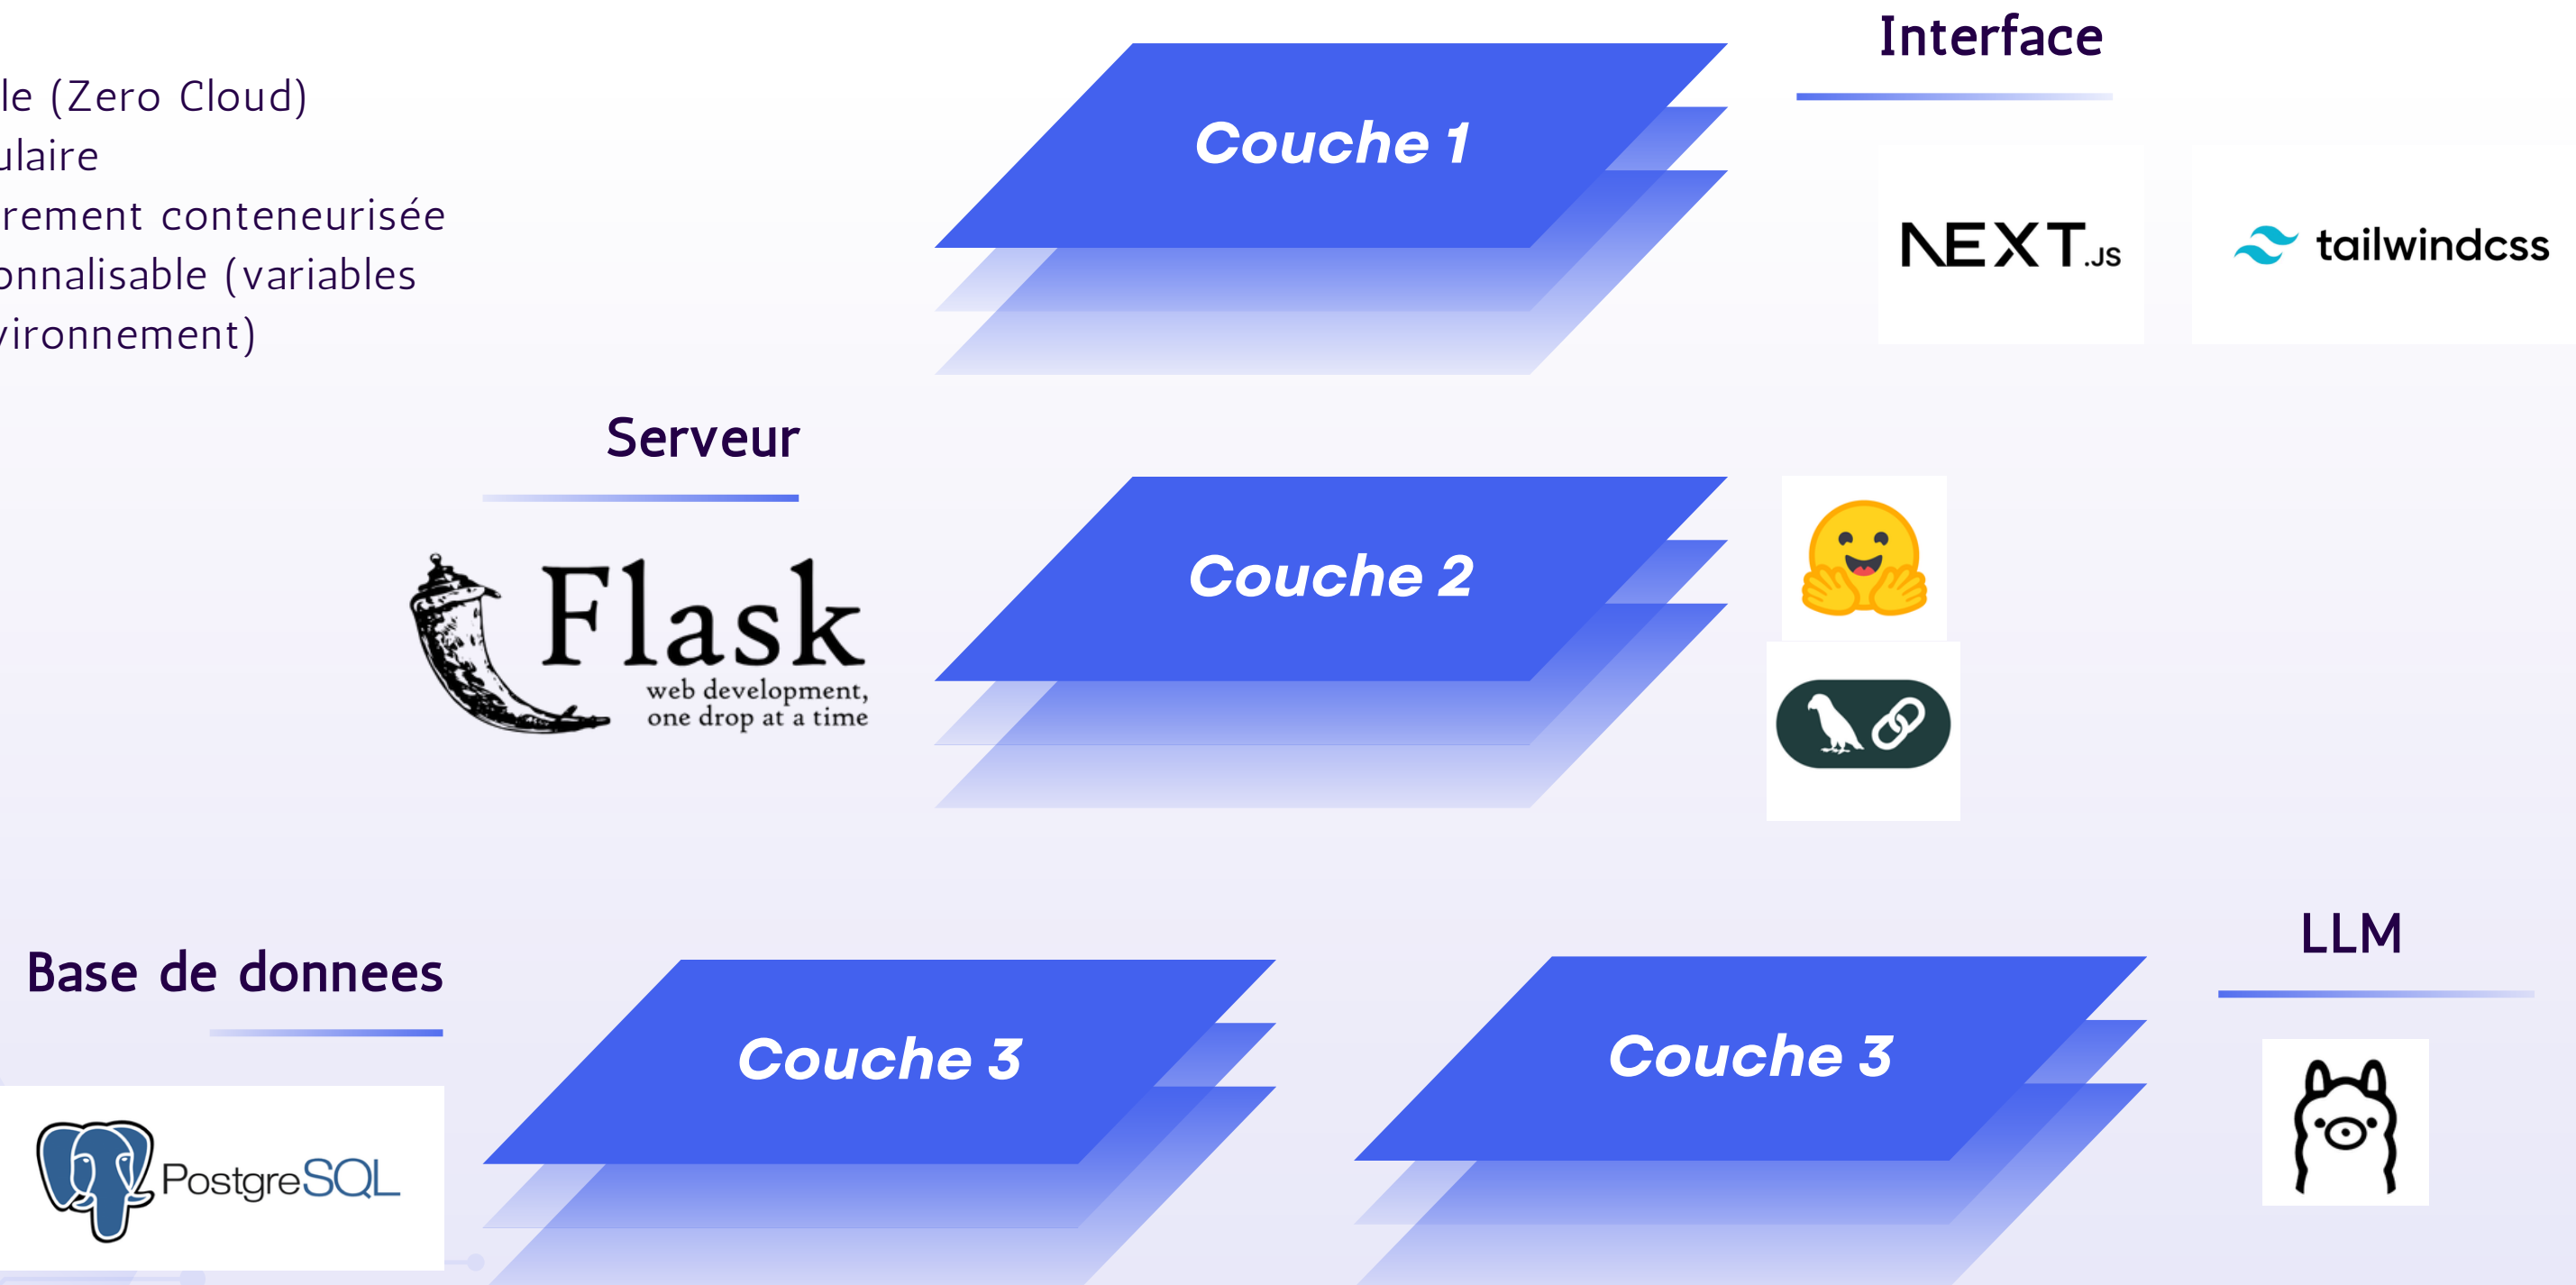 Interface
le (Zero Cloud)
ulaire
rement conteneurisée
onnalisable (variables
vironnement)
Couche 1
NEXT.JS
tailwindcss
Serveur
Flask
web development,
one drop at a time
Couche 2
Base de donnees
PostgreSQL
Couche 3
Couche 3
LLM